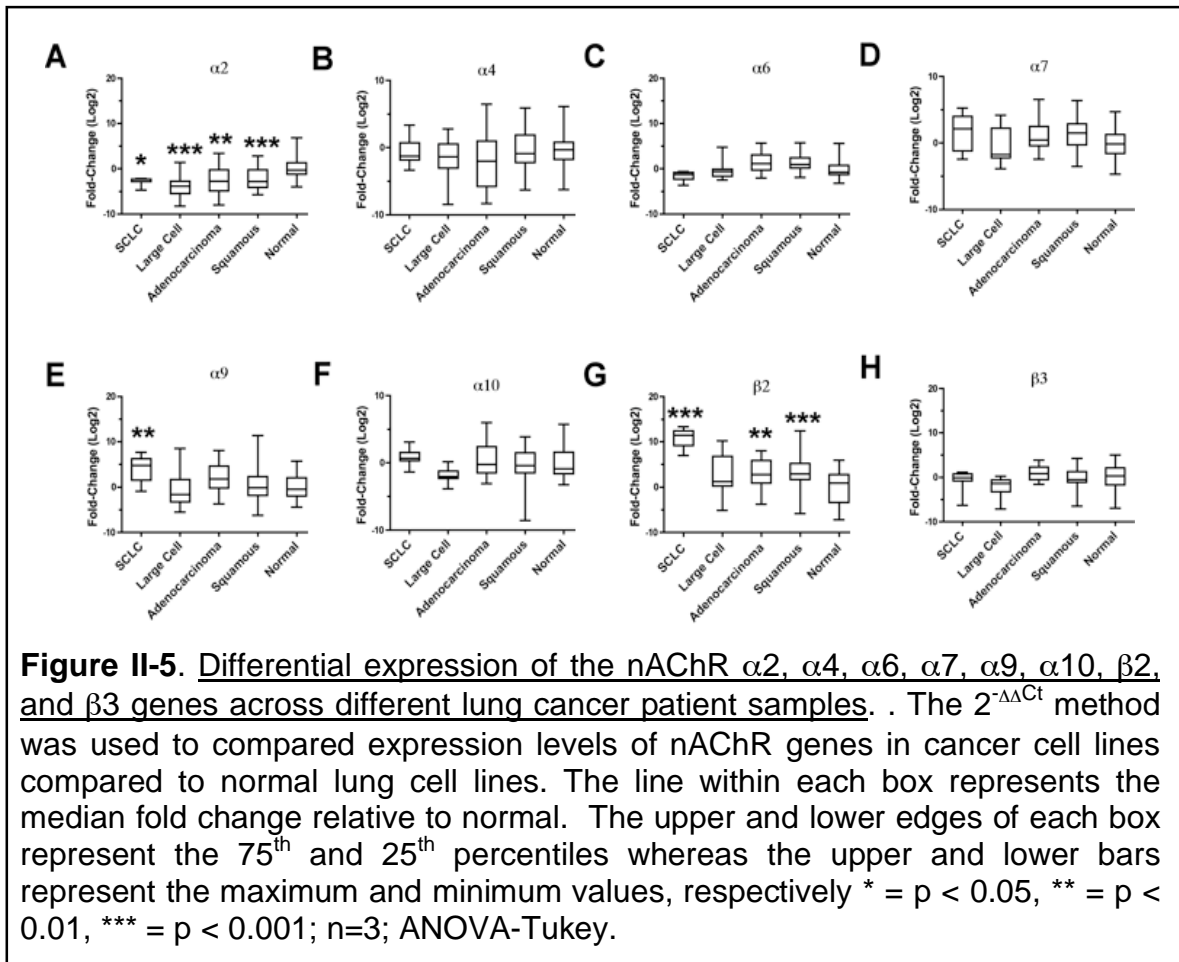 A
α2
Fold-Change (Log2)
20
10
0
-10
*
***
**
***
SCLC
Large Cell
Adenocarcinoma
Squamous
Normal
B
α4
Fold-Change (Log2)
10
0
-10
SCLC
Large Cell
Adenocarcinoma
Squamous
Normal
C
α6
Fold-Change (Log2)
20
10
0
-10
SCLC
Large Cell
Adenocarcinoma
Squamous
Normal
D
α7
Fold-Change (Log2)
10
0
-10
SCLC
Large Cell
Adenocarcinoma
Squamous
Normal
E
α9
Fold-Change (Log2)
20
10
0
-10
**
SCLC
Large Cell
Adenocarcinoma
Squamous
Normal
F
α10
Fold-Change (Log2)
10
0
-10
SCLC
Large Cell
Adenocarcinoma
Squamous
Normal
G
β2
Fold-Change (Log2)
20
10
0
-10
***
**
***
SCLC
Large Cell
Adenocarcinoma
Squamous
Normal
H
β3
Fold-Change (Log2)
20
10
0
-10
SCLC
Large Cell
Adenocarcinoma
Squamous
Normal
Figure II-5. Differential expression of the nAChR α2, α4, α6, α7, α9, α10, β2,
and β3 genes across different lung cancer patient samples. . The 2^-ΔΔCt method
was used to compared expression levels of nAChR genes in cancer cell lines
compared to normal lung cell lines. The line within each box represents the
median fold change relative to normal. The upper and lower edges of each box
represent the 75th and 25th percentiles whereas the upper and lower bars
represent the maximum and minimum values, respectively * = p < 0.05, ** = p <
0.01, *** = p < 0.001; n=3; ANOVA-Tukey.